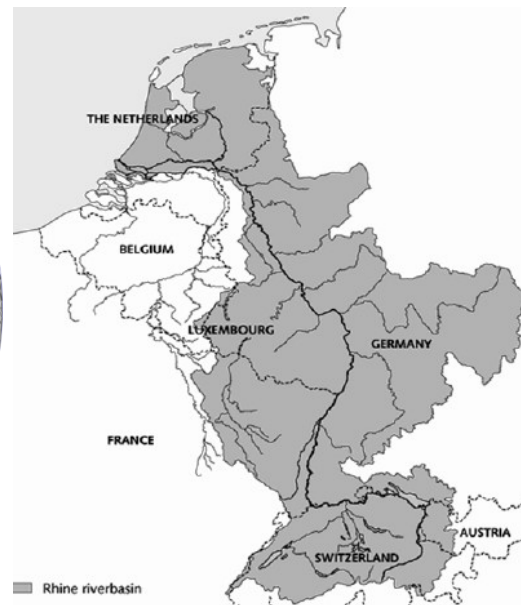 THE NETHERLANDS
BELGIUM
LUXEMBOURG
GERMANY
FRANCE
AUSTRIA
SWITZERLAND
Rhine riverbasin